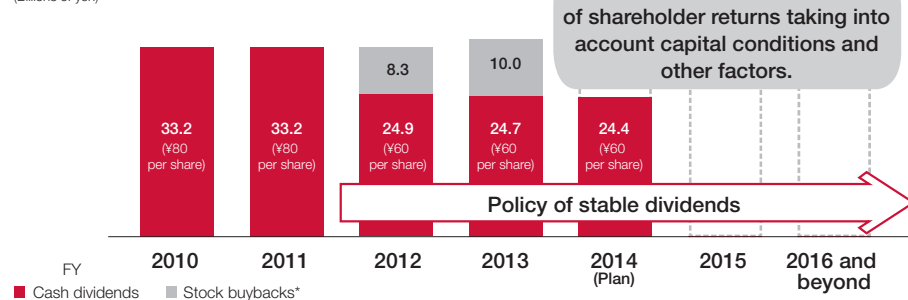 (Billions of yen)
of shareholder returns taking into
account capital conditions and
other factors.
8.3
10.0
33.2
(¥80
per share)
33.2
(¥80
per share)
24.9
(¥60
per share)
24.7
(¥60
per share)
24.4
(¥60
per share)
Policy of stable dividends
FY
2010
2011
2012
2013
2014
(Plan)
2015
2016 and
beyond
Cash dividends
Stock buybacks*